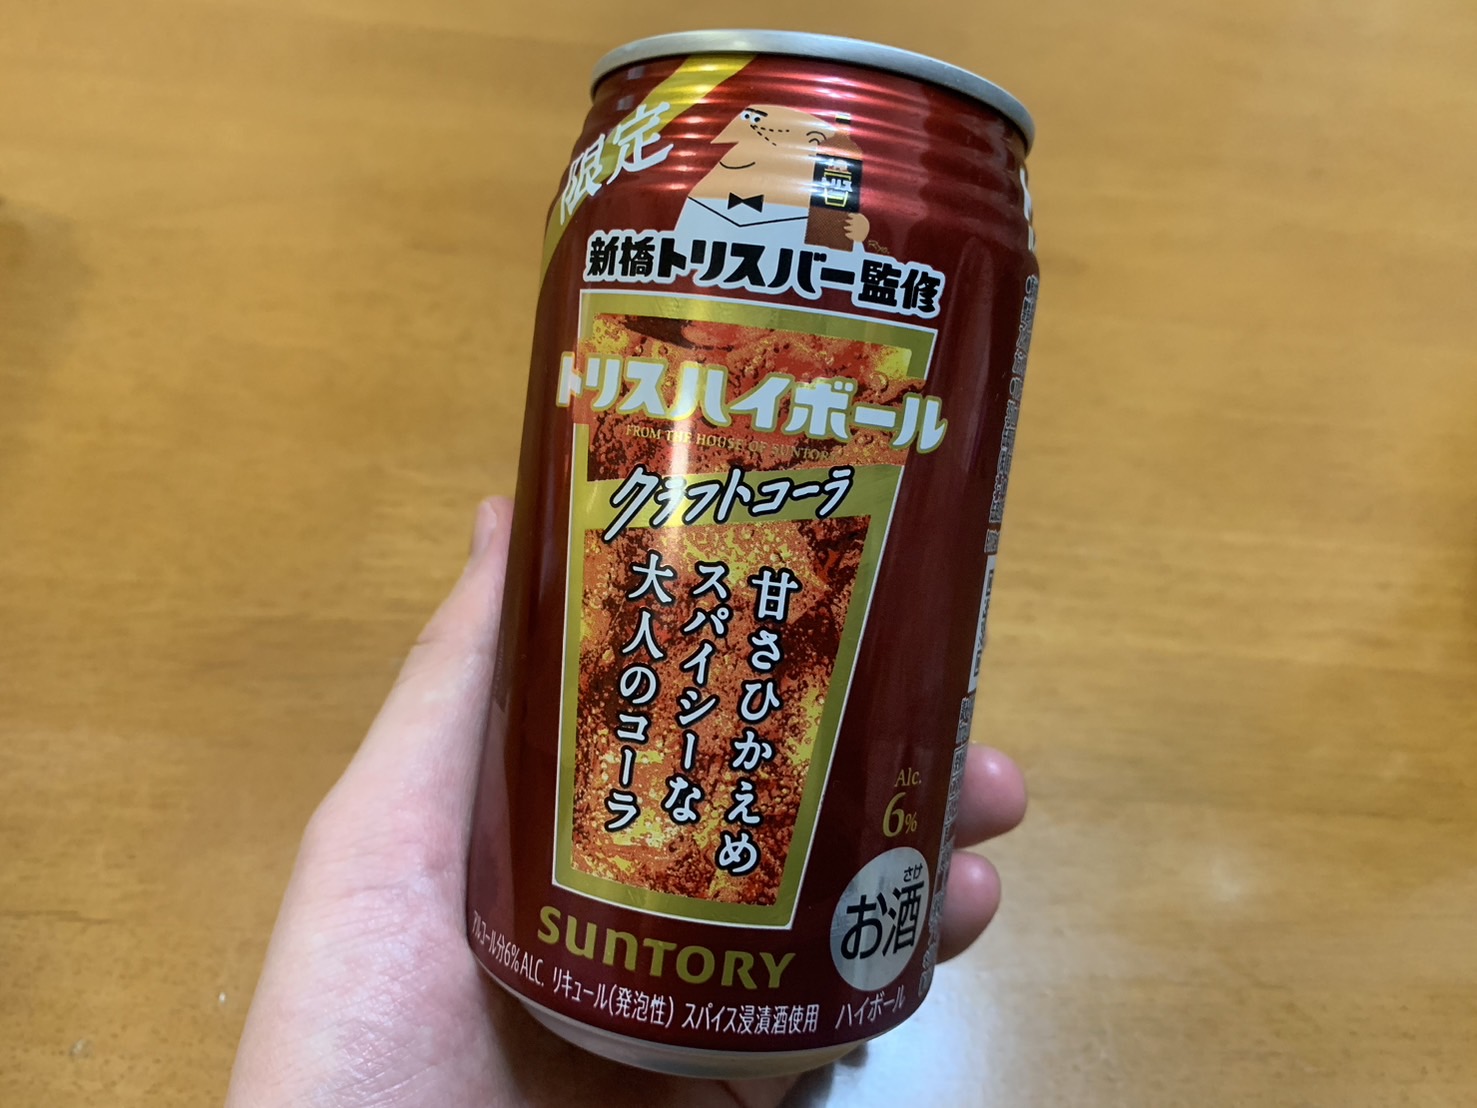 限定
新橋トリスバー監修
トリスハイボール
FROM THE HOUSE OF SUNTORY
クラフトコーラ
甘さひかえめ
スパイシーな
大人のコーラ
Alc.
6%
さけ
お酒
SUNTORY
アルコール分6%ALC. リキュール(発泡性) スパイス浸漬酒使用 ハイボール